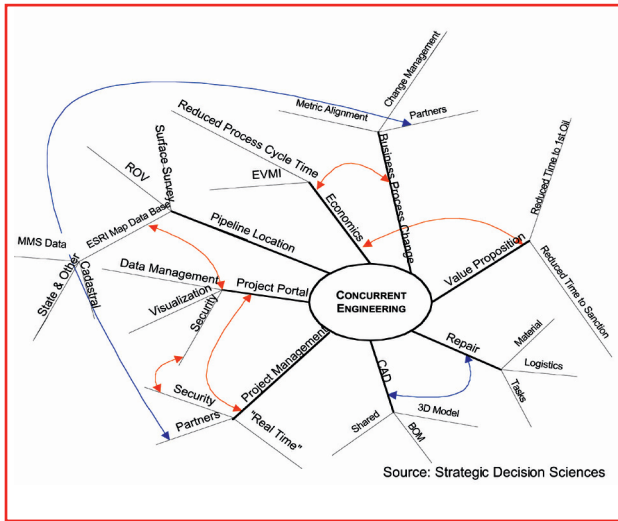 Change Management
Metric Alignment
Partners
Business Process Change
Reduced Process Cycle Time
EVMI
Economics
Reduced Time to 1st Oil
Value Proposition
Reduced Time to Sanction
Surface Survey
ROV
ESRI Map Data Base
Pipeline Location
MMS Data
State & Other
Cadastral
Data Management
Visualization
Security
Project Portal
CONCURRENT
ENGINEERING
Project Management
Security
Partners
"Real Time"
CAD
Shared
BOM
3D Model
Repair
Material
Logistics
Tasks
Source: Strategic Decision Sciences